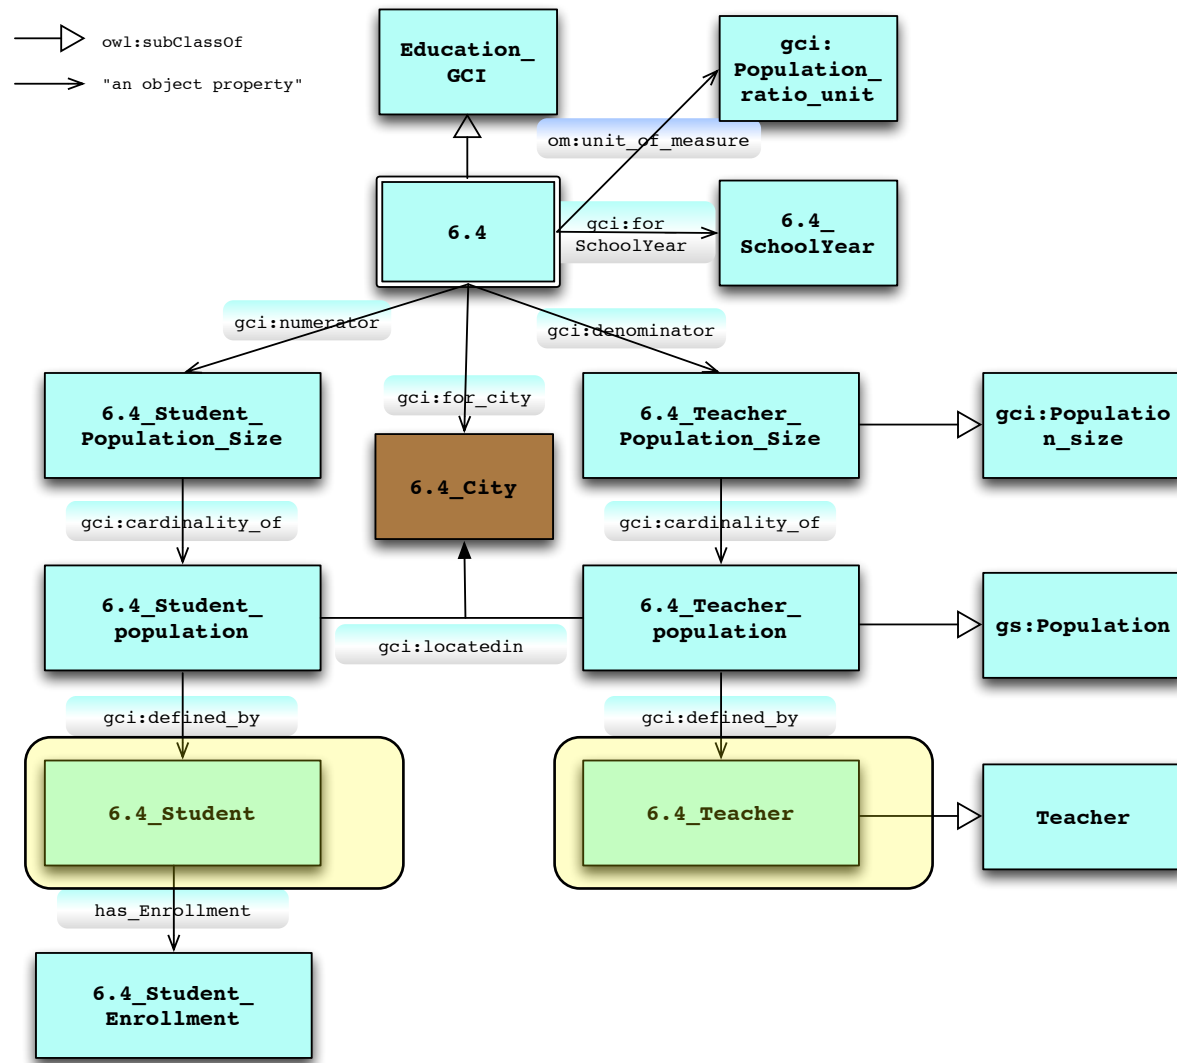 owl:subClassOf
"an object property"
Education_
GCI
gci:
Population_
ratio_unit
om:unit_of_measure
6.4
gci:for
SchoolYear
6.4_
SchoolYear
gci:numerator
gci:denominator
gci:for_city
6.4_Student_
Population_Size
6.4_City
6.4_Teacher_
Population_Size
gci:Populatio
n_size
gci:cardinality_of
gci:cardinality_of
6.4_Student_
population
gci:locatedin
6.4_Teacher_
population
gs:Population
gci:defined_by
gci:defined_by
6.4_Student
6.4_Teacher
Teacher
has_Enrollment
6.4_Student_
Enrollment